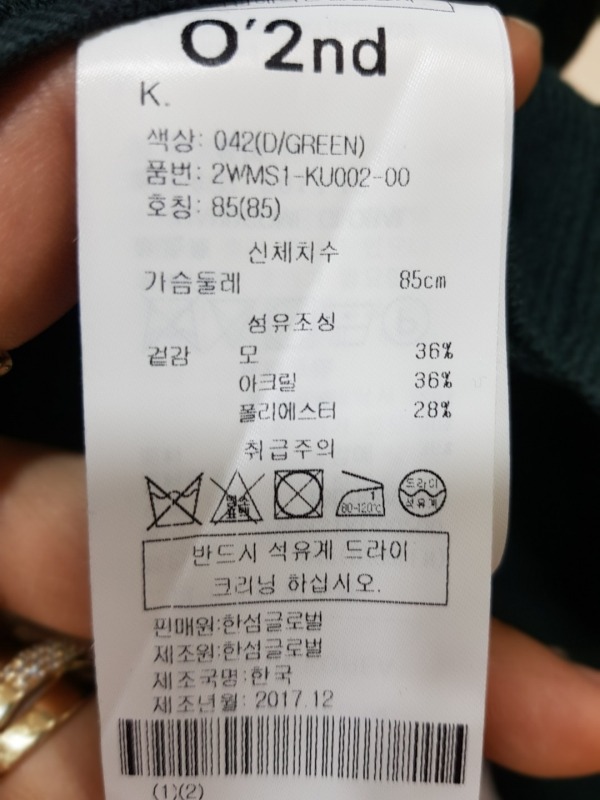 O'2nd
K.
색상: 042(D/GREEN)
품번: 2WMS1-KU002-00
호칭: 85(85)
신체치수
가슴둘레 85cm
섬유조성
겉감 모 36%
아크릴 36%
폴리에스터 28%
취급주의
염소 표백 1 80-120℃ 드라이 석유계
반드시 석유계 드라이
크리닝 하십시오.
판매원:한섬글로벌
제조원:한섬글로벌
제조국명:한국
제조년월: 2017.12
(1)(2)